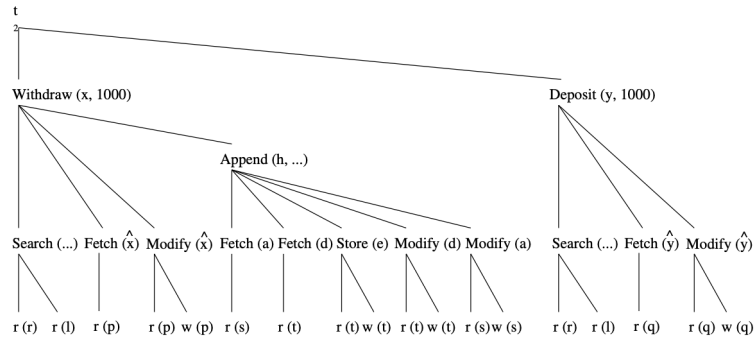 t
2
Withdraw (x, 1000) Deposit (y, 1000)
Append (h, ...)
Search (...) Fetch (x̂) Modify (x̂) Fetch (a) Fetch (d) Store (e) Modify (d) Modify (a) Search (...) Fetch (ŷ) Modify (ŷ)
r (r) r (l) r (p) r (p) w (p) r (s) r (t) r (t) w (t) r (t) w (t) r (s) w (s) r (r) r (l) r (q) r (q) w (q)